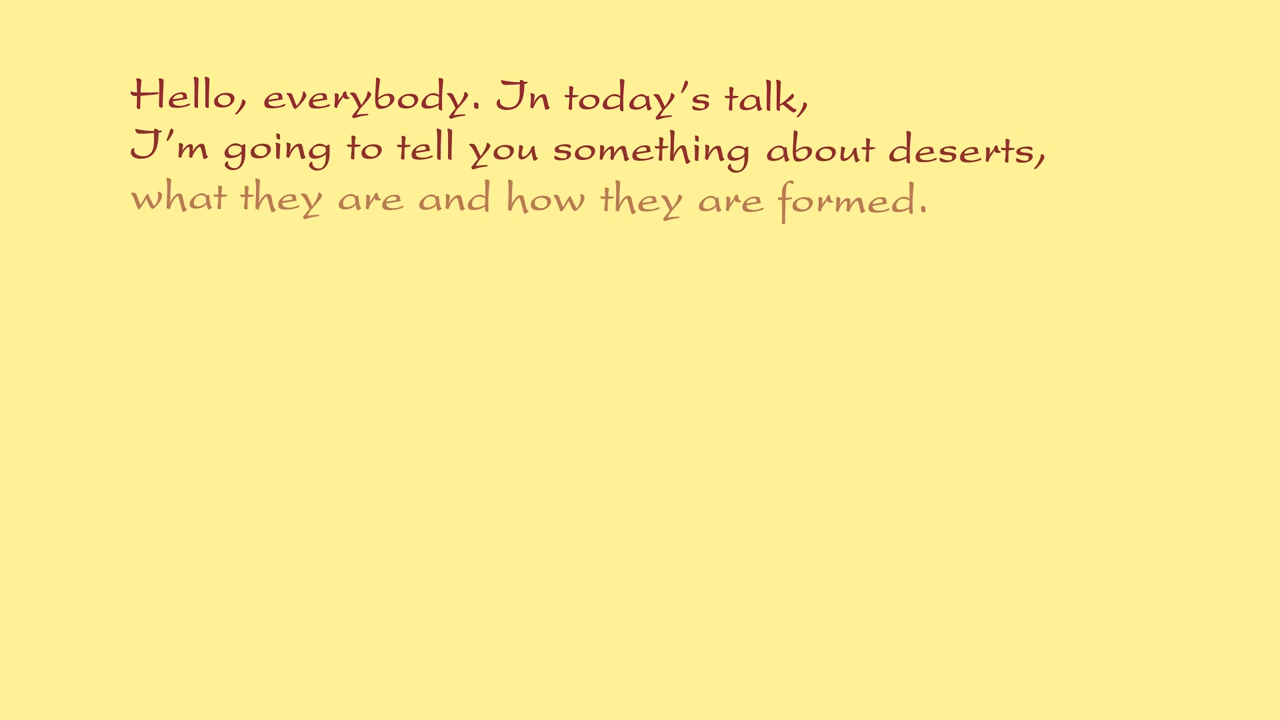 Hello, everybody. In today's talk,
I'm going to tell you something about deserts,
what they are and how they are formed.